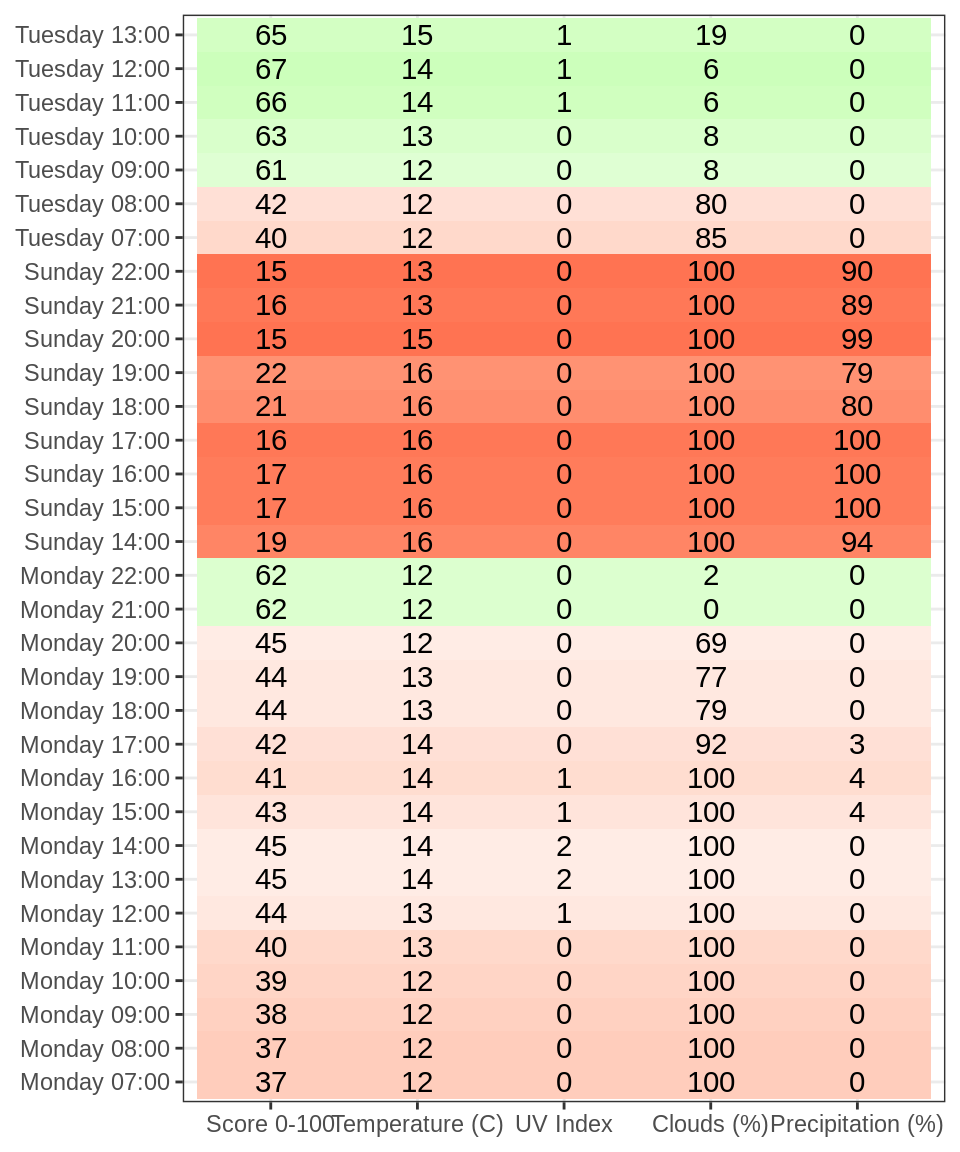 Tuesday 13:00 65 15 1 19 0
Tuesday 12:00 67 14 1 6 0
Tuesday 11:00 66 14 1 6 0
Tuesday 10:00 63 13 0 8 0
Tuesday 09:00 61 12 0 8 0
Tuesday 08:00 42 12 0 80 0
Tuesday 07:00 40 12 0 85 0
Sunday 22:00 15 13 0 100 90
Sunday 21:00 16 13 0 100 89
Sunday 20:00 15 15 0 100 99
Sunday 19:00 22 16 0 100 79
Sunday 18:00 21 16 0 100 80
Sunday 17:00 16 16 0 100 100
Sunday 16:00 17 16 0 100 100
Sunday 15:00 17 16 0 100 100
Sunday 14:00 19 16 0 100 94
Monday 22:00 62 12 0 2 0
Monday 21:00 62 12 0 0 0
Monday 20:00 45 12 0 69 0
Monday 19:00 44 13 0 77 0
Monday 18:00 44 13 0 79 0
Monday 17:00 42 14 0 92 3
Monday 16:00 41 14 1 100 4
Monday 15:00 43 14 1 100 4
Monday 14:00 45 14 2 100 0
Monday 13:00 45 14 2 100 0
Monday 12:00 44 13 1 100 0
Monday 11:00 40 13 0 100 0
Monday 10:00 39 12 0 100 0
Monday 09:00 38 12 0 100 0
Monday 08:00 37 12 0 100 0
Monday 07:00 37 12 0 100 0
Score 0-100 Temperature (C) UV Index Clouds (%) Precipitation (%)